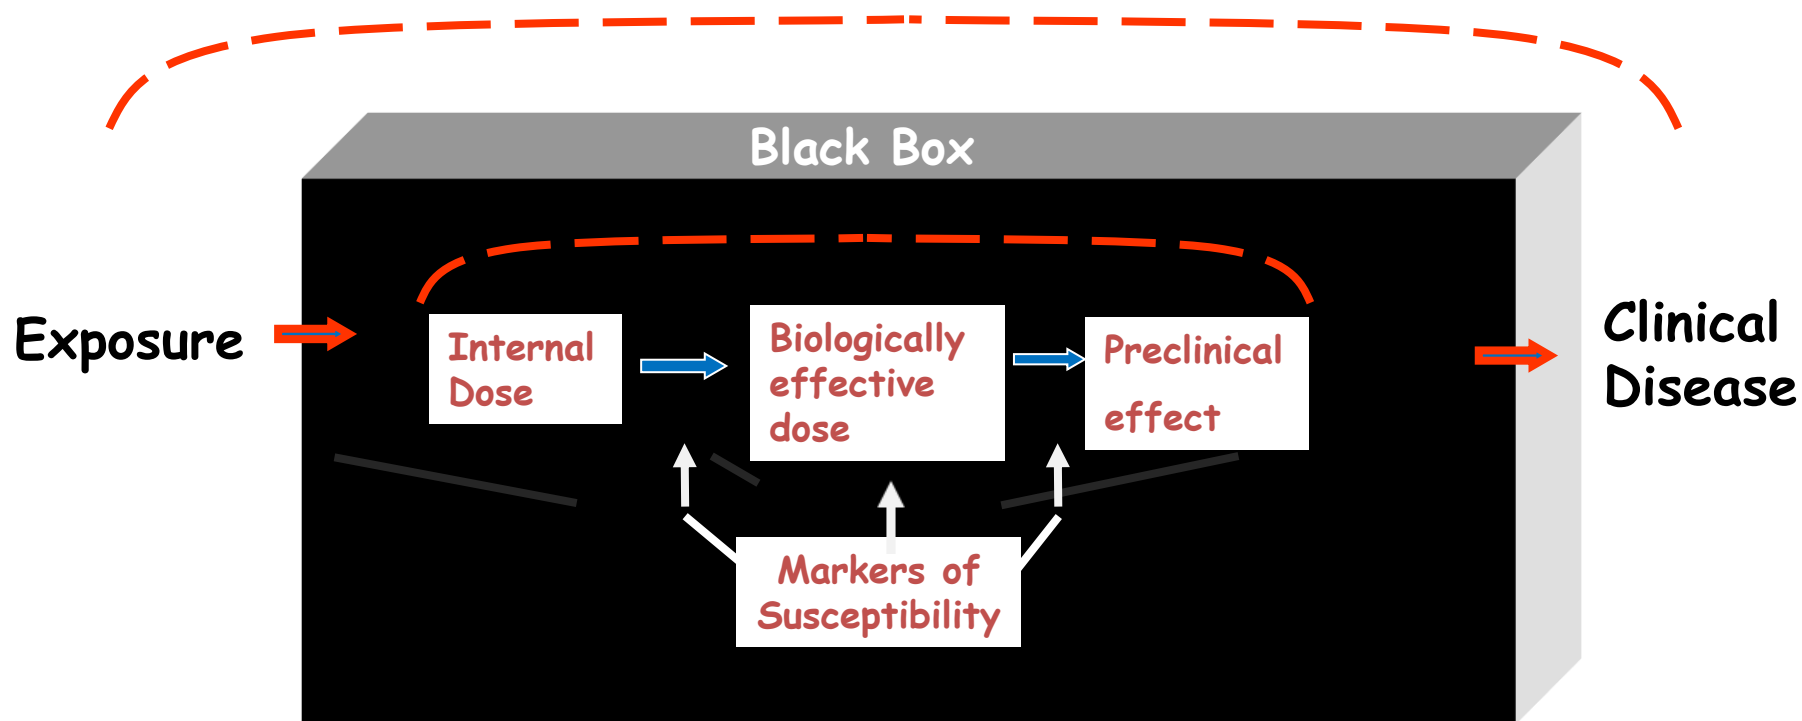 Black Box
Exposure
Internal
Dose
Biologically
effective
dose
Preclinical
effect
Clinical
Disease
Markers of
Susceptibility